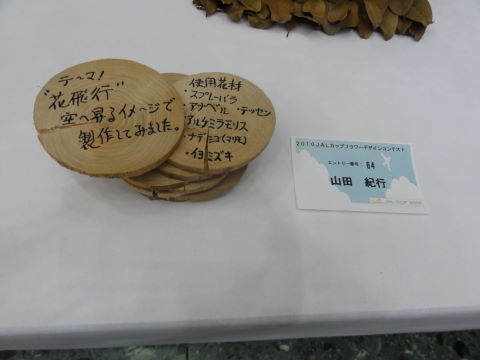 テーマ!
"花飛行"
空へ昇るイメージで
製作してみました。
使用花材
・スプレーバラ
・アナベル ・テッセン
・アルケミラモリス
・ナデシコ(マリモ)
・イヨミズキ
2010JALカップフラワーデザインコンテスト
エントリー番号: 64
山田 紀行